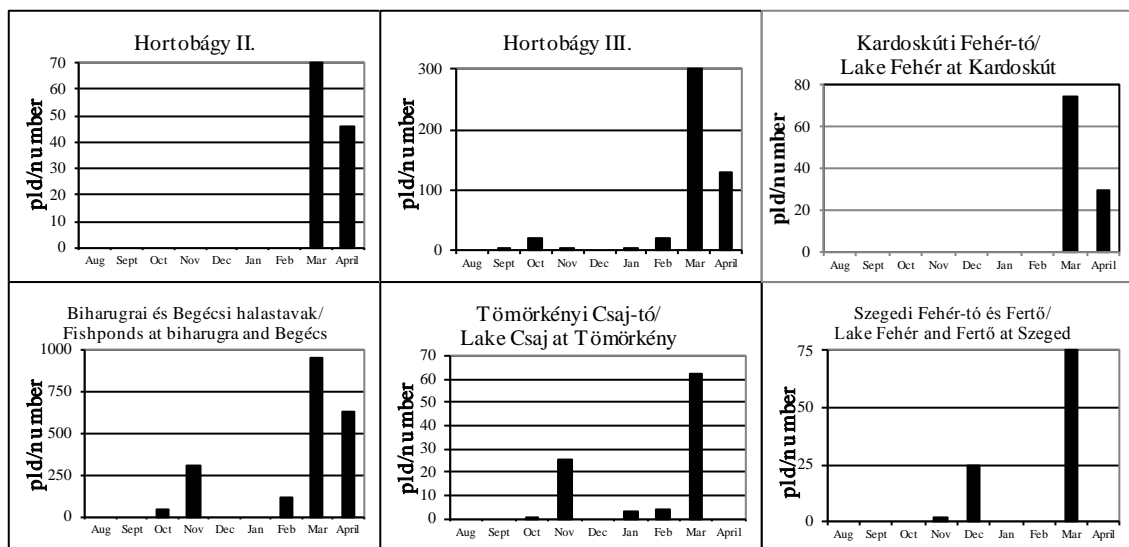 Hortobágy II.
pld/number
70
60
50
40
30
20
10
0
Aug Sept Oct Nov Dec Jan Feb Mar April
Hortobágy III.
pld/number
300
200
100
0
Aug Sept Oct Nov Dec Jan Feb Mar April
Kardoskúti Fehér-tó/
Lake Fehér at Kardoskút
pld/number
80
60
40
20
0
Aug Sept Oct Nov Dec Jan Feb Mar April
Biharugrai és Begécsi halastavak/
Fishponds at biharugra and Begécs
pld/number
1000
750
500
250
0
Aug Sept Oct Nov Dec Jan Feb Mar April
Tömörkényi Csaj-tó/
Lake Csaj at Tömörkény
pld/number
70
60
50
40
30
20
10
0
Aug Sept Oct Nov Dec Jan Feb Mar April
Szegedi Fehér-tó és Fertő/
Lake Fehér and Fertő at Szeged
pld/number
75
50
25
0
Aug Sept Oct Nov Dec Jan Feb Mar April